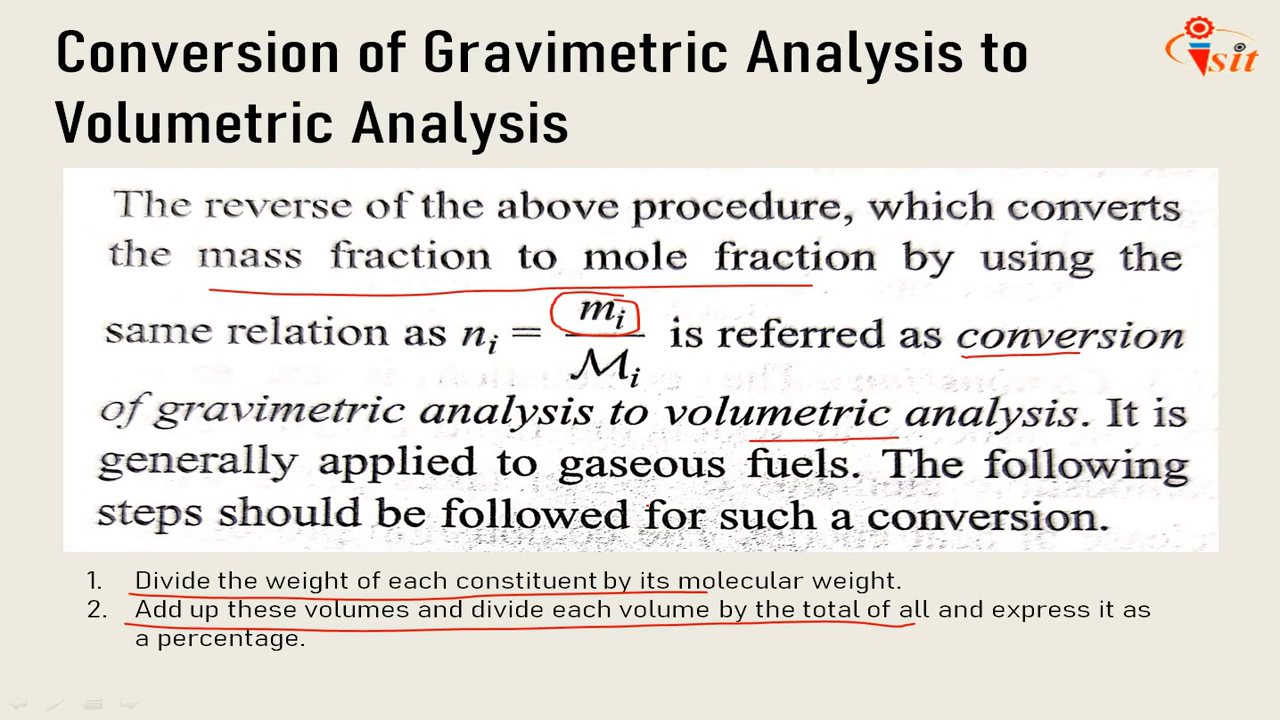 Conversion of Gravimetric Analysis to
Volumetric Analysis
isit
The reverse of the above procedure, which converts
the mass fraction to mole fraction by using the
same relation as nᵢ = mᵢ / ℳᵢ is referred as conversion
of gravimetric analysis to volumetric analysis. It is
generally applied to gaseous fuels. The following
steps should be followed for such a conversion.
1. Divide the weight of each constituent by its molecular weight.
2. Add up these volumes and divide each volume by the total of all and express it as
a percentage.